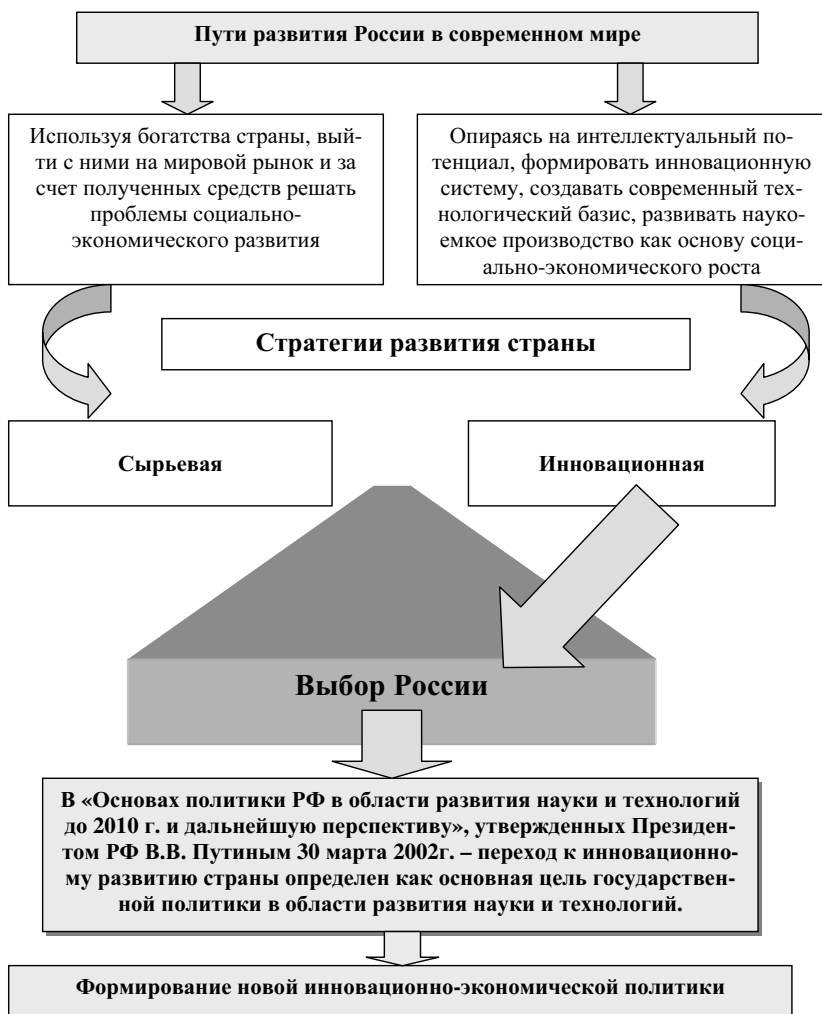 Пути развития России в современном мире
Используя богатства страны, вый-
ти с ними на мировой рынок и за
счет полученных средств решать
проблемы социально-
экономического развития
Опираясь на интеллектуальный по-
тенциал, формировать инновационную
систему, создавать современный тех-
нологический базис, развивать науко-
емкое производство как основу соци-
ально-экономического роста
Стратегии развития страны
Сырьевая
Инновационная
Выбор России
В «Основах политики РФ в области развития науки и технологий
до 2010 г. и дальнейшую перспективу», утвержденных Президен-
том РФ В.В. Путиным 30 марта 2002г. – переход к инновационно-
му развитию страны определен как основная цель государствен-
ной политики в области развития науки и технологий.
Формирование новой инновационно-экономической политики